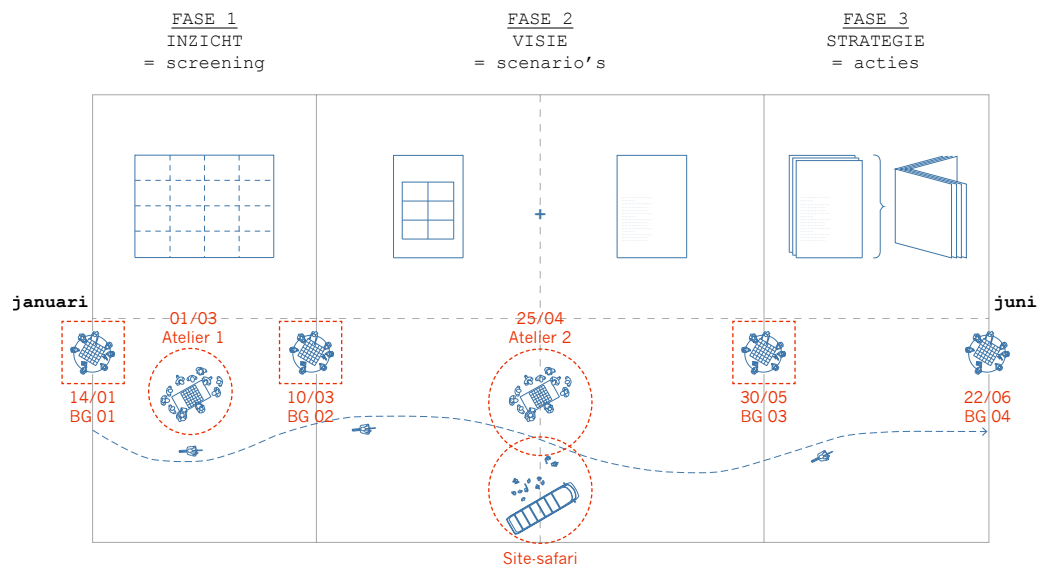 FASE 1
INZICHT
= screening
FASE 2
VISIE
= scenario's
FASE 3
STRATEGIE
= acties
januari
juni
01/03
Atelier 1
25/04
Atelier 2
14/01
BG 01
10/03
BG 02
30/05
BG 03
22/06
BG 04
Site-safari